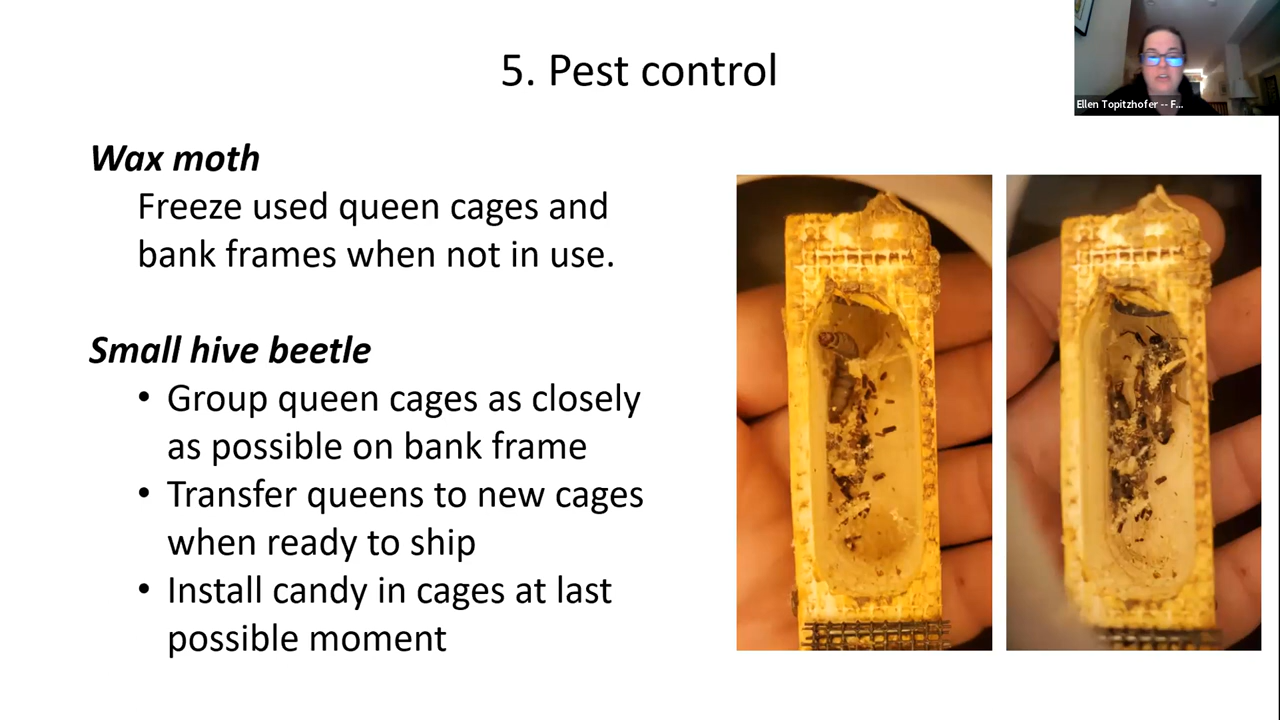 5. Pest control
Ellen Topitzhofer -- F...
Wax moth
Freeze used queen cages and
bank frames when not in use.
Small hive beetle
• Group queen cages as closely
as possible on bank frame
• Transfer queens to new cages
when ready to ship
• Install candy in cages at last
possible moment